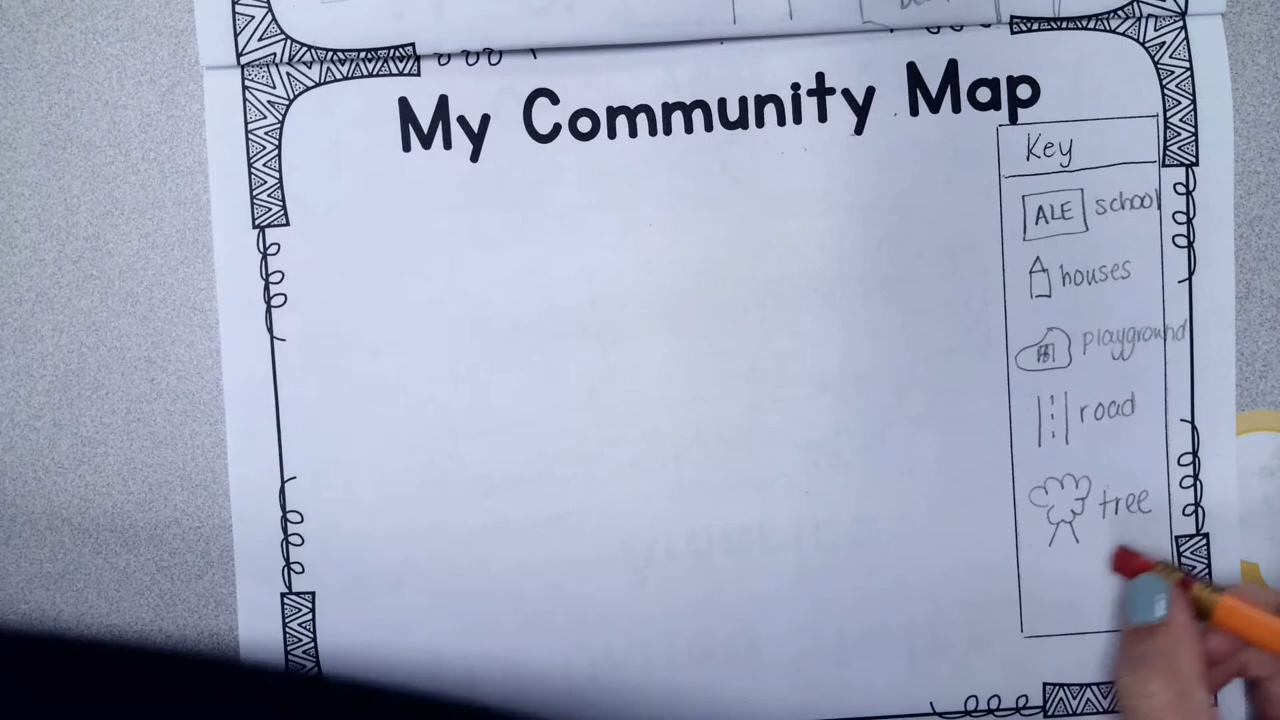 My Community Map
Key
ALE school
houses
playground
road
tree